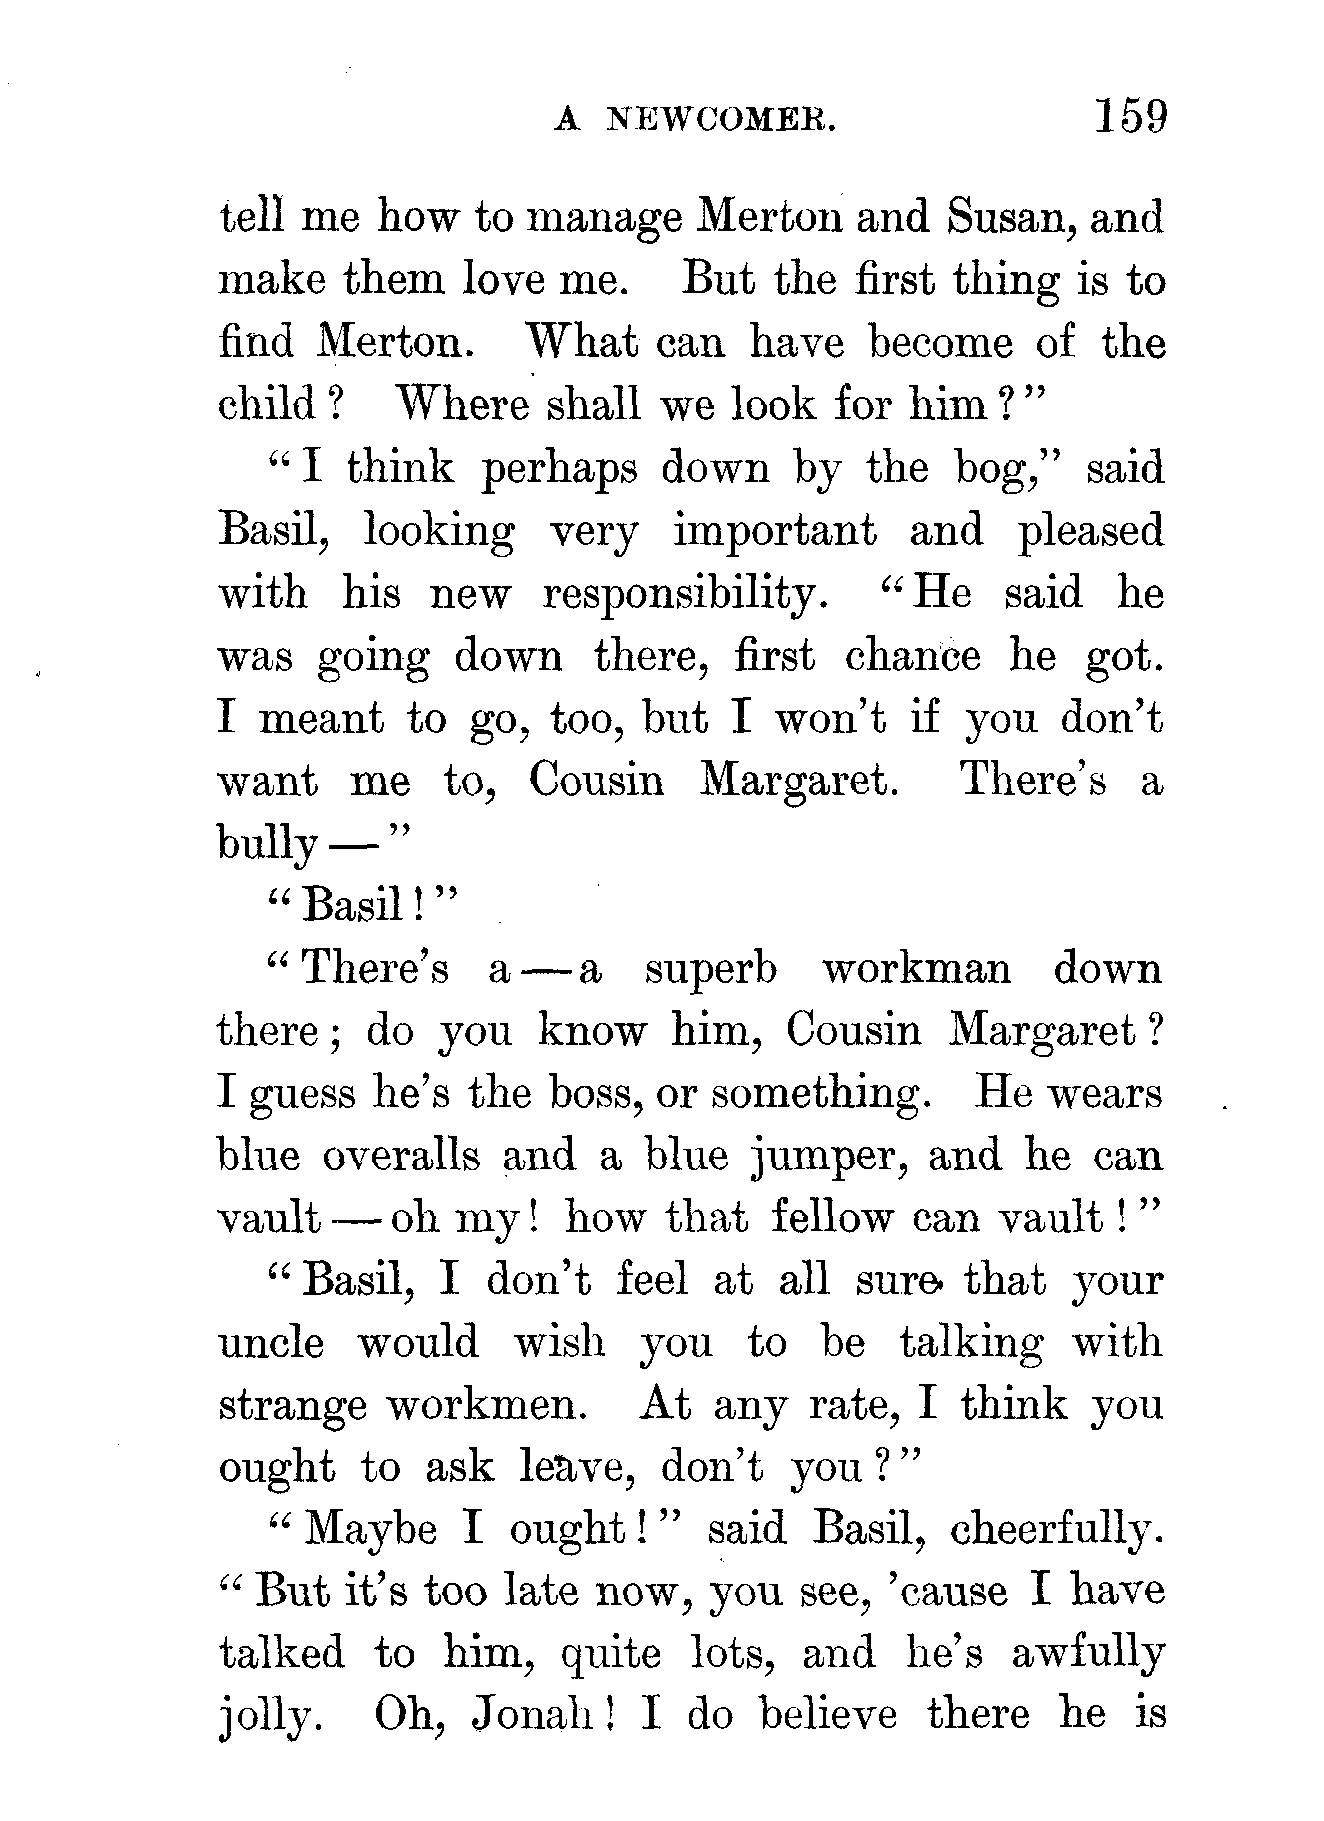 A NEWCOMER. 159
tell me how to manage Merton and Susan, and
make them love me. But the first thing is to
find Merton. What can have become of the
child? Where shall we look for him?"
"I think perhaps down by the bog," said
Basil, looking very important and pleased
with his new responsibility. "He said he
was going down there, first chance he got.
I meant to go, too, but I won't if you don't
want me to, Cousin Margaret. There's a
bully—"
"Basil!"
"There's a—a superb workman down
there; do you know him, Cousin Margaret?
I guess he's the boss, or something. He wears
blue overalls and a blue jumper, and he can
vault—oh my! how that fellow can vault!"
"Basil, I don't feel at all sure that your
uncle would wish you to be talking with
strange workmen. At any rate, I think you
ought to ask leave, don't you?"
"Maybe I ought!" said Basil, cheerfully.
"But it's too late now, you see, 'cause I have
talked to him, quite lots, and he's awfully
jolly. Oh, Jonah! I do believe there he is